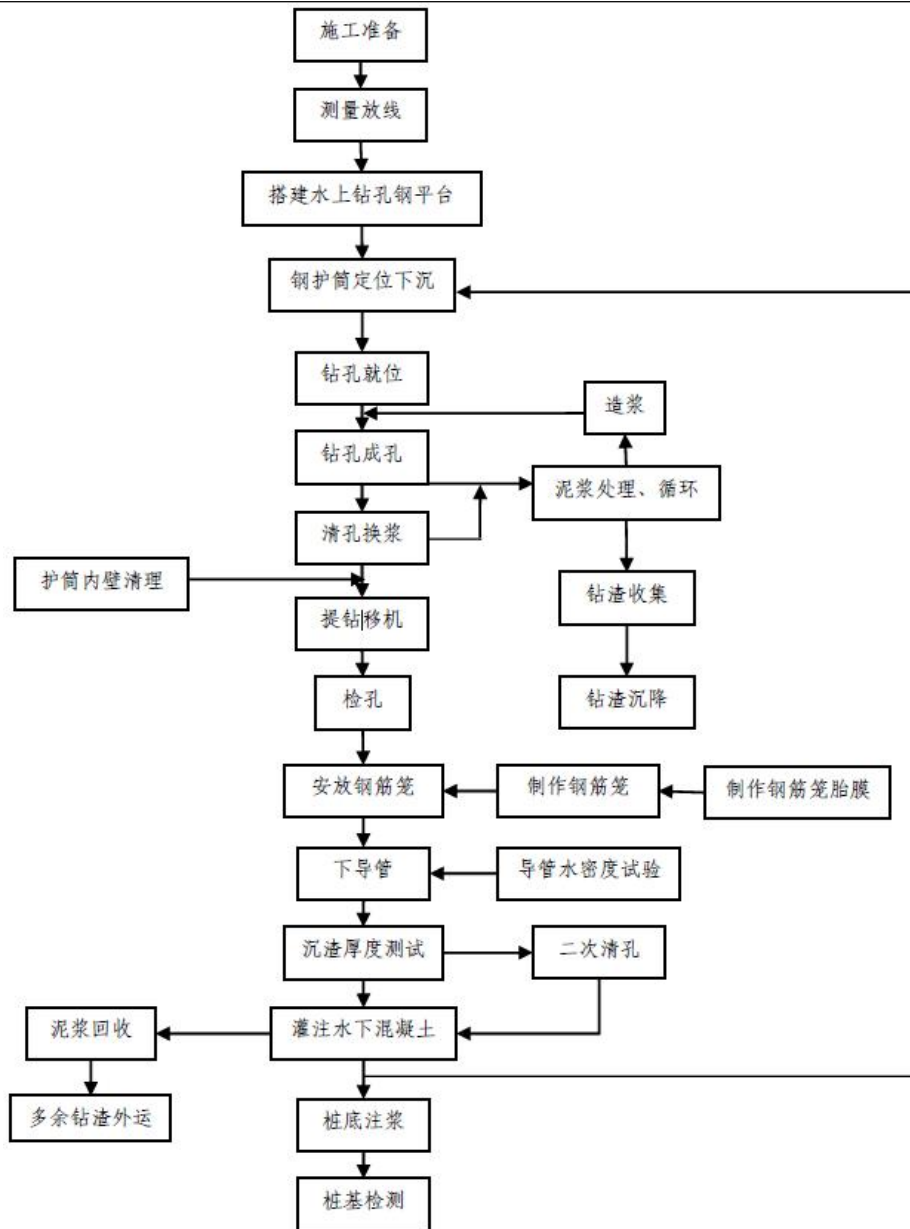 施工准备
测量放线
搭建水上钻孔钢平台
钢护筒定位下沉
钻孔就位
造浆
钻孔成孔
泥浆处理、循环
清孔换浆
护筒内壁清理
钻渣收集
提钻移机
检孔
钻渣沉降
安放钢筋笼
制作钢筋笼
制作钢筋笼胎膜
下导管
导管水密度试验
沉渣厚度测试
二次清孔
泥浆回收
灌注水下混凝土
多余钻渣外运
桩底注浆
桩基检测